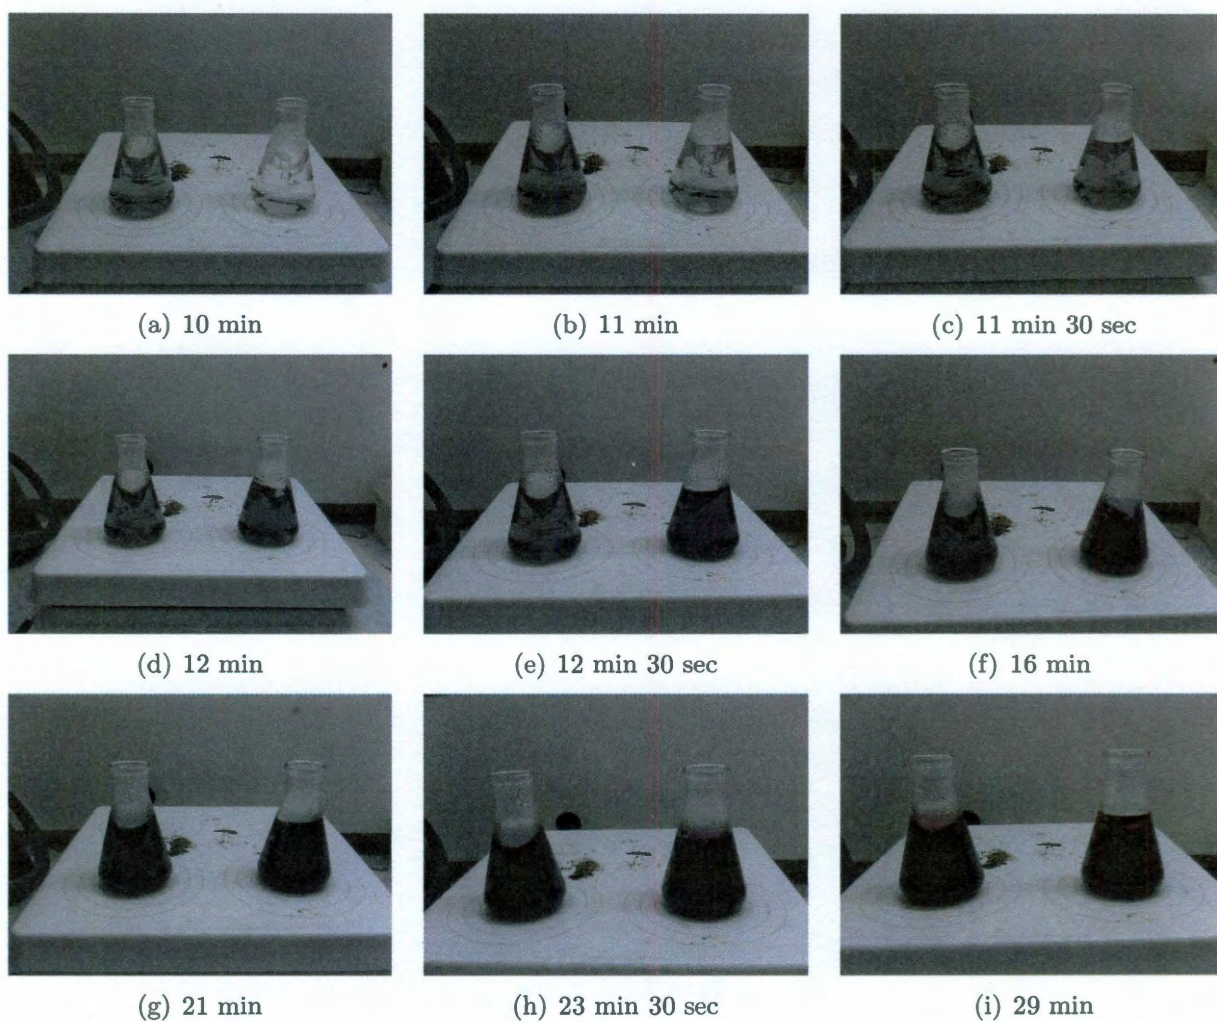 (a) 10 min
(b) 11 min
(c) 11 min 30 sec
(d) 12 min
(e) 12 min 30 sec
(f) 16 min
(g) 21 min
(h) 23 min 30 sec
(i) 29 min